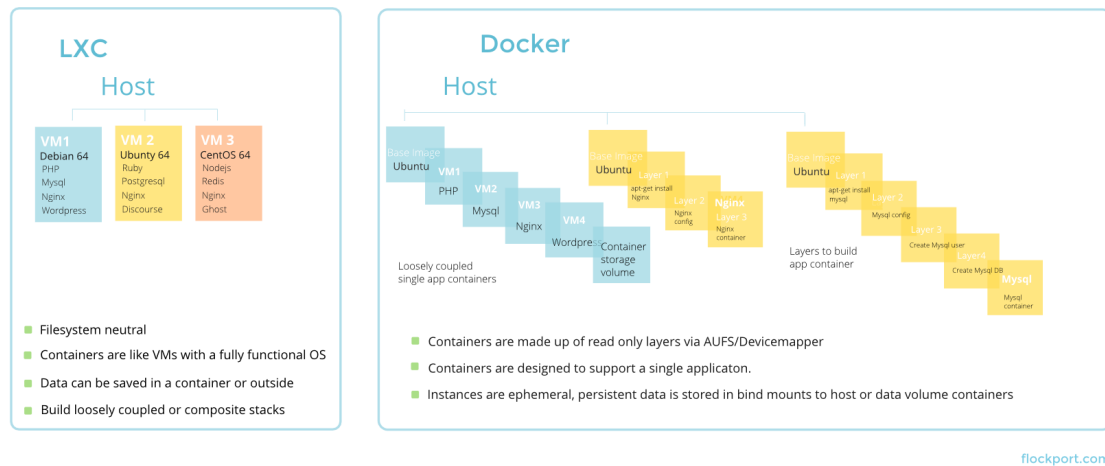 LXC
Host
VM1
Debian 64
PHP
Mysql
Nginx
Wordpress
VM 2
Ubunty 64
Ruby
Postgresql
Nginx
Discourse
VM 3
CentOS 64
Nodejs
Redis
Nginx
Ghost
Filesystem neutral
Containers are like VMs with a fully functional OS
Data can be saved in a container or outside
Build loosely coupled or composite stacks
Docker
Host
Base Image
Ubuntu
VM1
PHP
VM2
Mysql
VM3
Nginx
VM4
Wordpress
Container
storage
volume
Loosely coupled
single app containers
Base Image
Ubuntu
Layer 1
apt-get install
Nginx
Layer 2
Nginx
config
Nginx
Layer 3
Nginx
container
Base Image
Ubuntu
Layer 1
apt-get install
mysql
Layer 2
Mysql config
Layer 3
Create Mysql user
Layer4
Create Mysql DB
Mysql
Mysql
container
Layers to build
app container
Containers are made up of read only layers via AUFS/Devicemapper
Containers are designed to support a single applicaton.
Instances are ephemeral, persistent data is stored in bind mounts to host or data volume containers
flockport.com